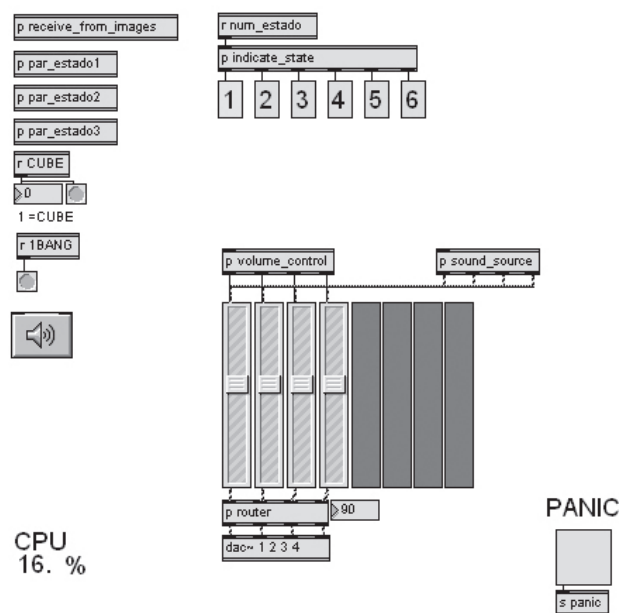 p receive_from_images
p par_estado1
p par_estado2
p par_estado3
r CUBE
0
1 =CUBE
r 1BANG
r num_estado
p indicate_state
1 2 3 4 5 6
p volume_control
p sound_source
p router
90
dac~ 1 2 3 4
CPU
16. %
PANIC
s panic